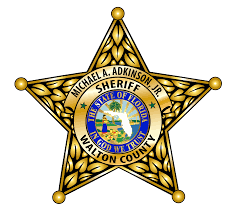 MICHAEL A. ADKINSON, JR.
SHERIFF
THE STATE OF FLORIDA
IN GOD WE TRUST
WALTON COUNTY